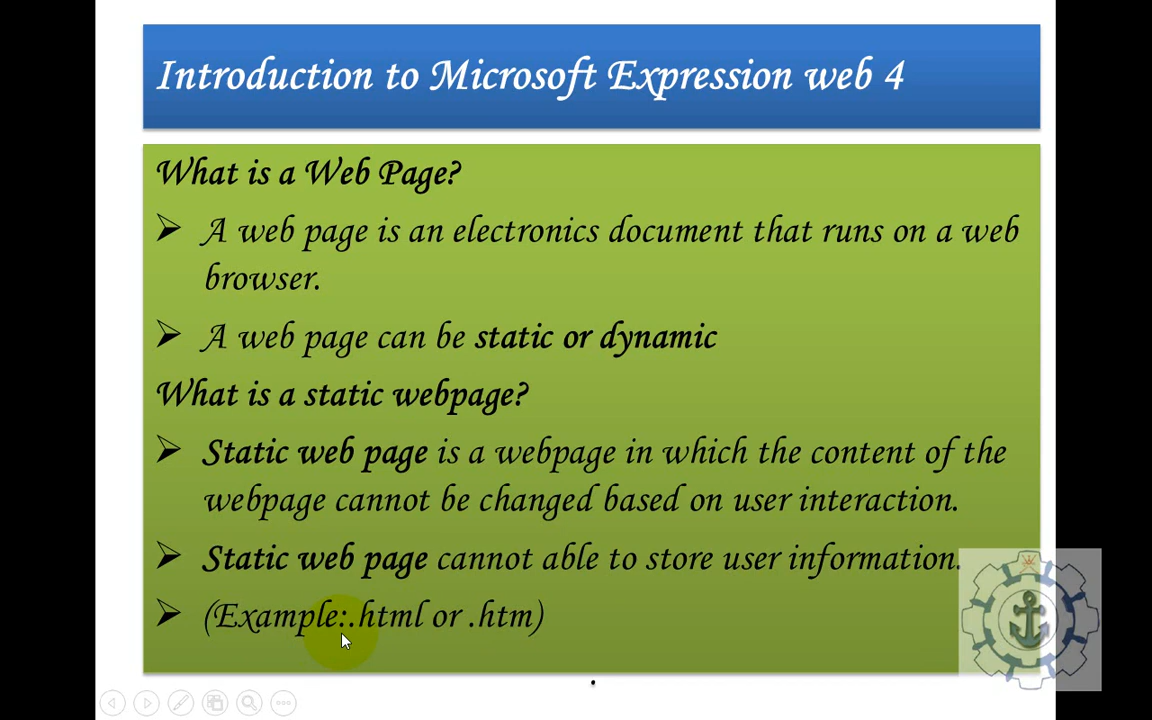 Introduction to Microsoft Expression web 4
What is a Web Page?
A web page is an electronics document that runs on a web
browser.
A web page can be static or dynamic
What is a static webpage?
Static web page is a webpage in which the content of the
webpage cannot be changed based on user interaction.
Static web page cannot able to store user information.
(Example:.html or .htm)
.